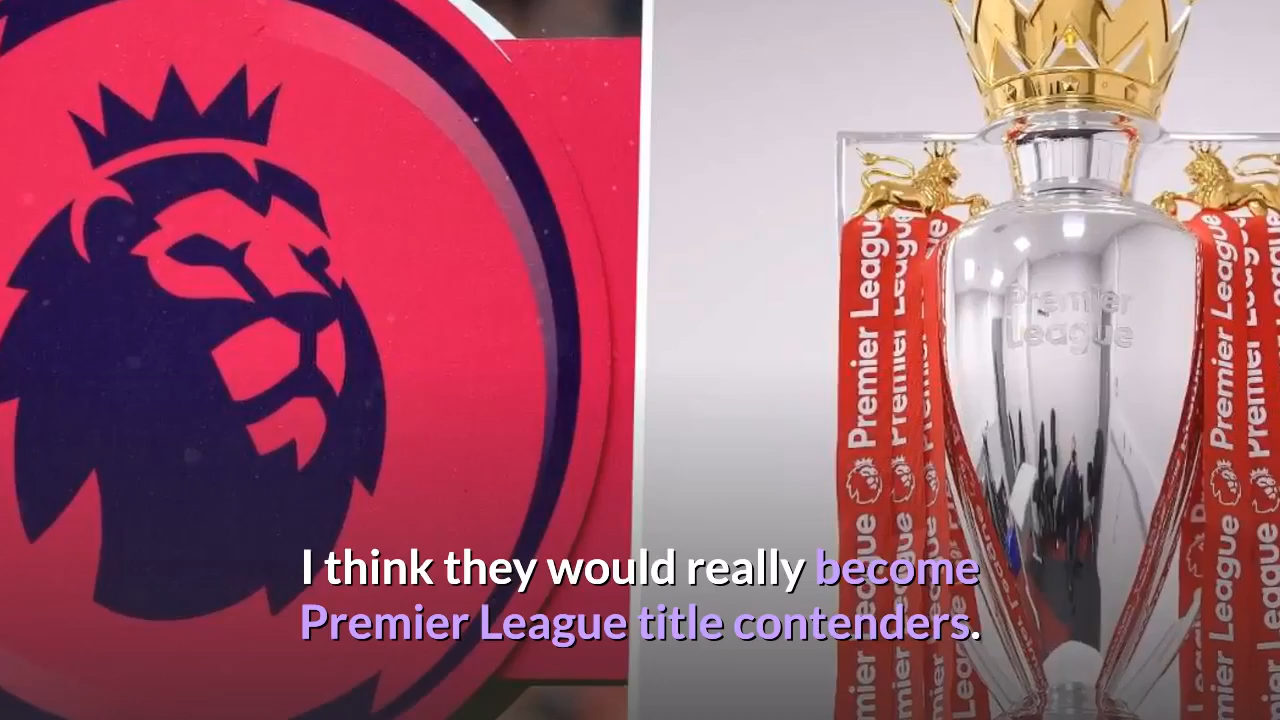 Premier League
Premier League
Premier
League
Premier League
Premier League
I think they would really become
Premier League title contenders.